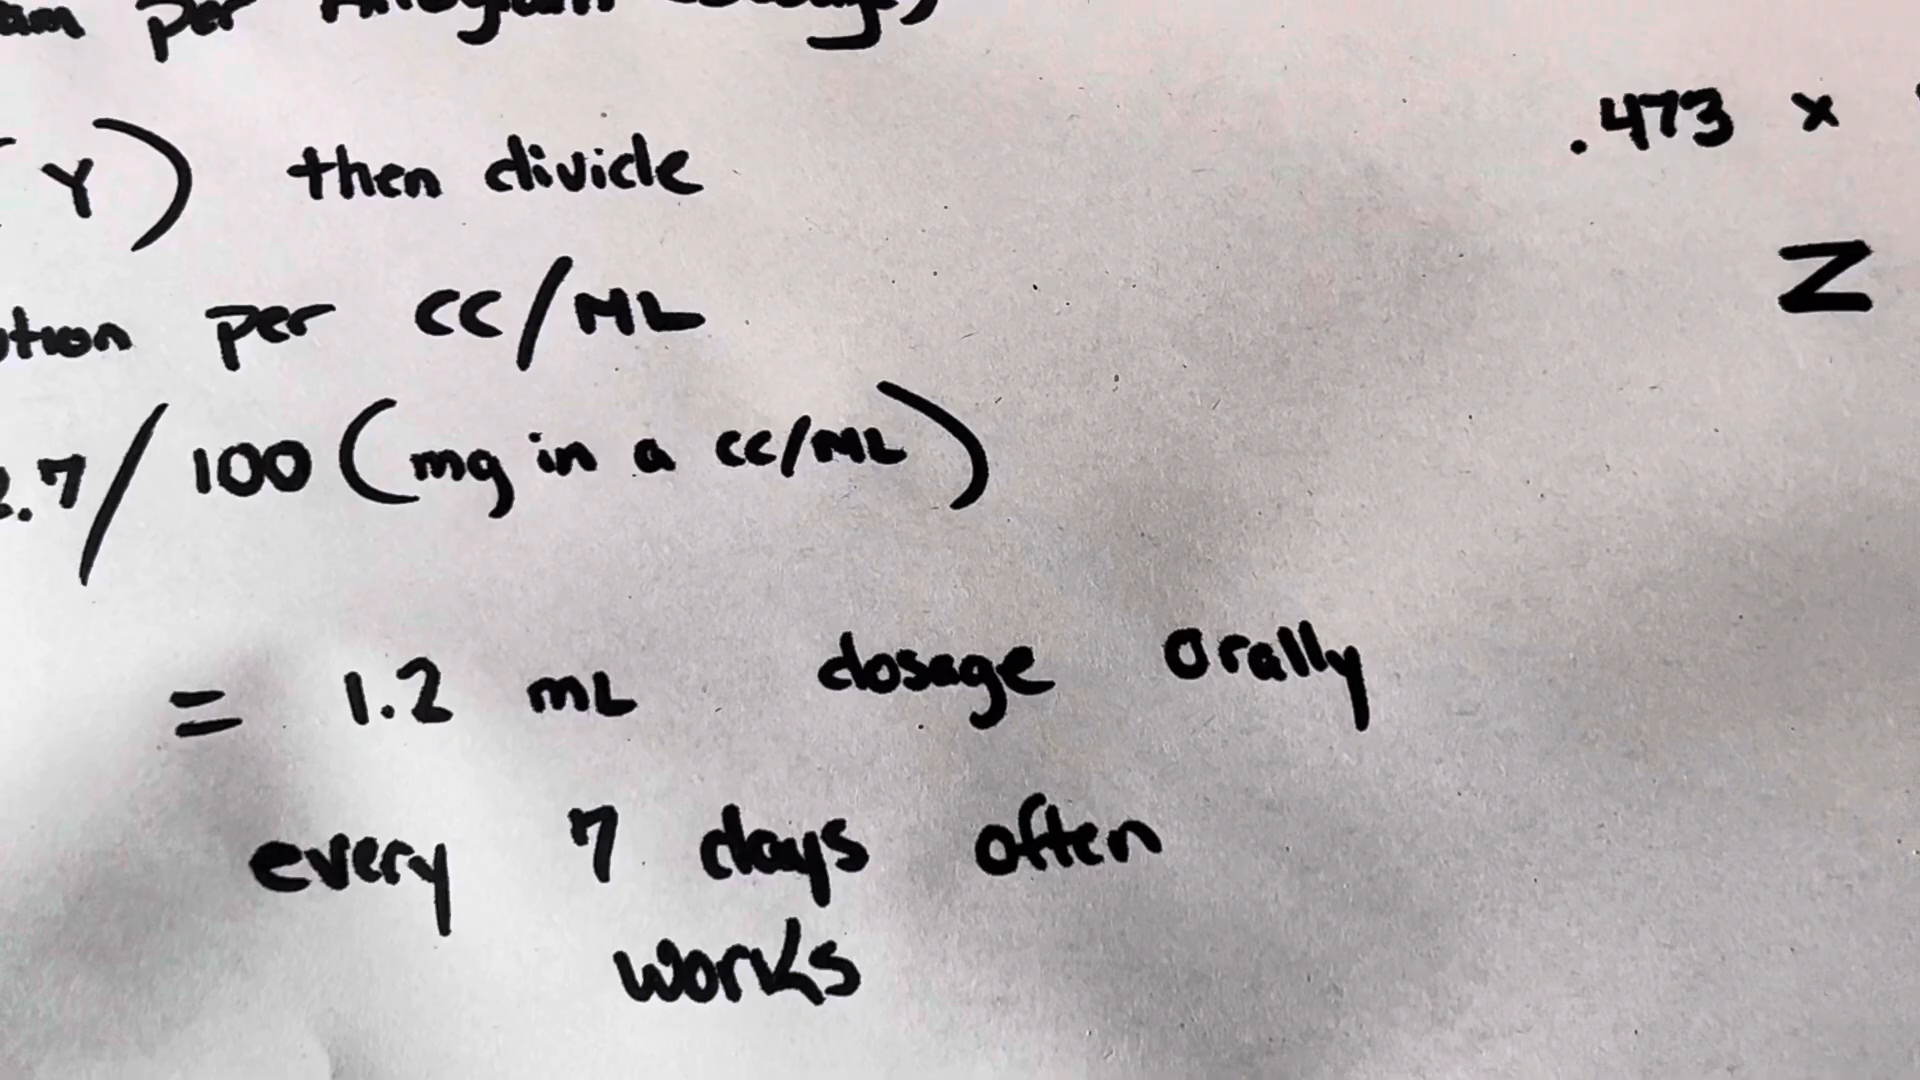 per
Y) then divide
per CC/ML
.7/100 (mg in a cc/ML)
= 1.2 mL dosage orally
every 7 days often
works
.473 x
Z